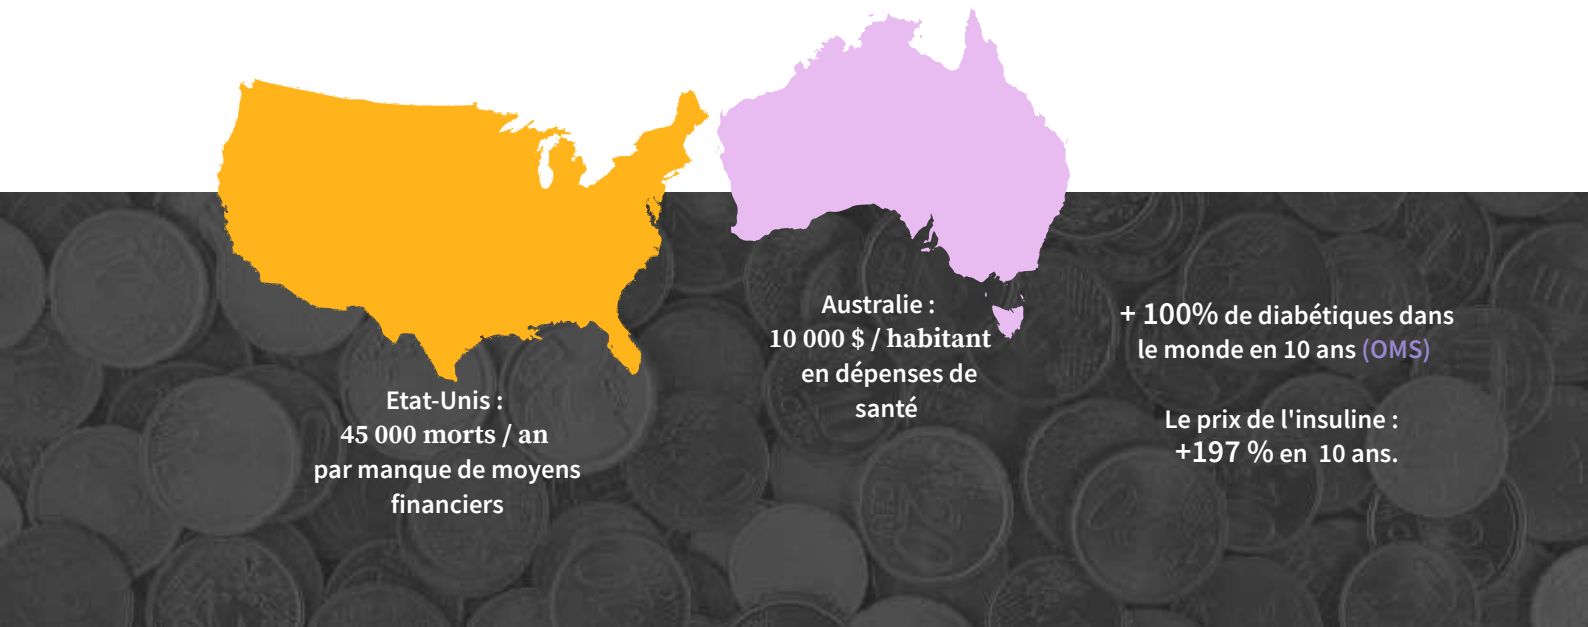 Etat-Unis :
45 000 morts / an
par manque de moyens
financiers
Australie :
10 000 $ / habitant
en dépenses de
santé
+ 100% de diabétiques dans
le monde en 10 ans (OMS)
Le prix de l'insuline :
+197 % en 10 ans.